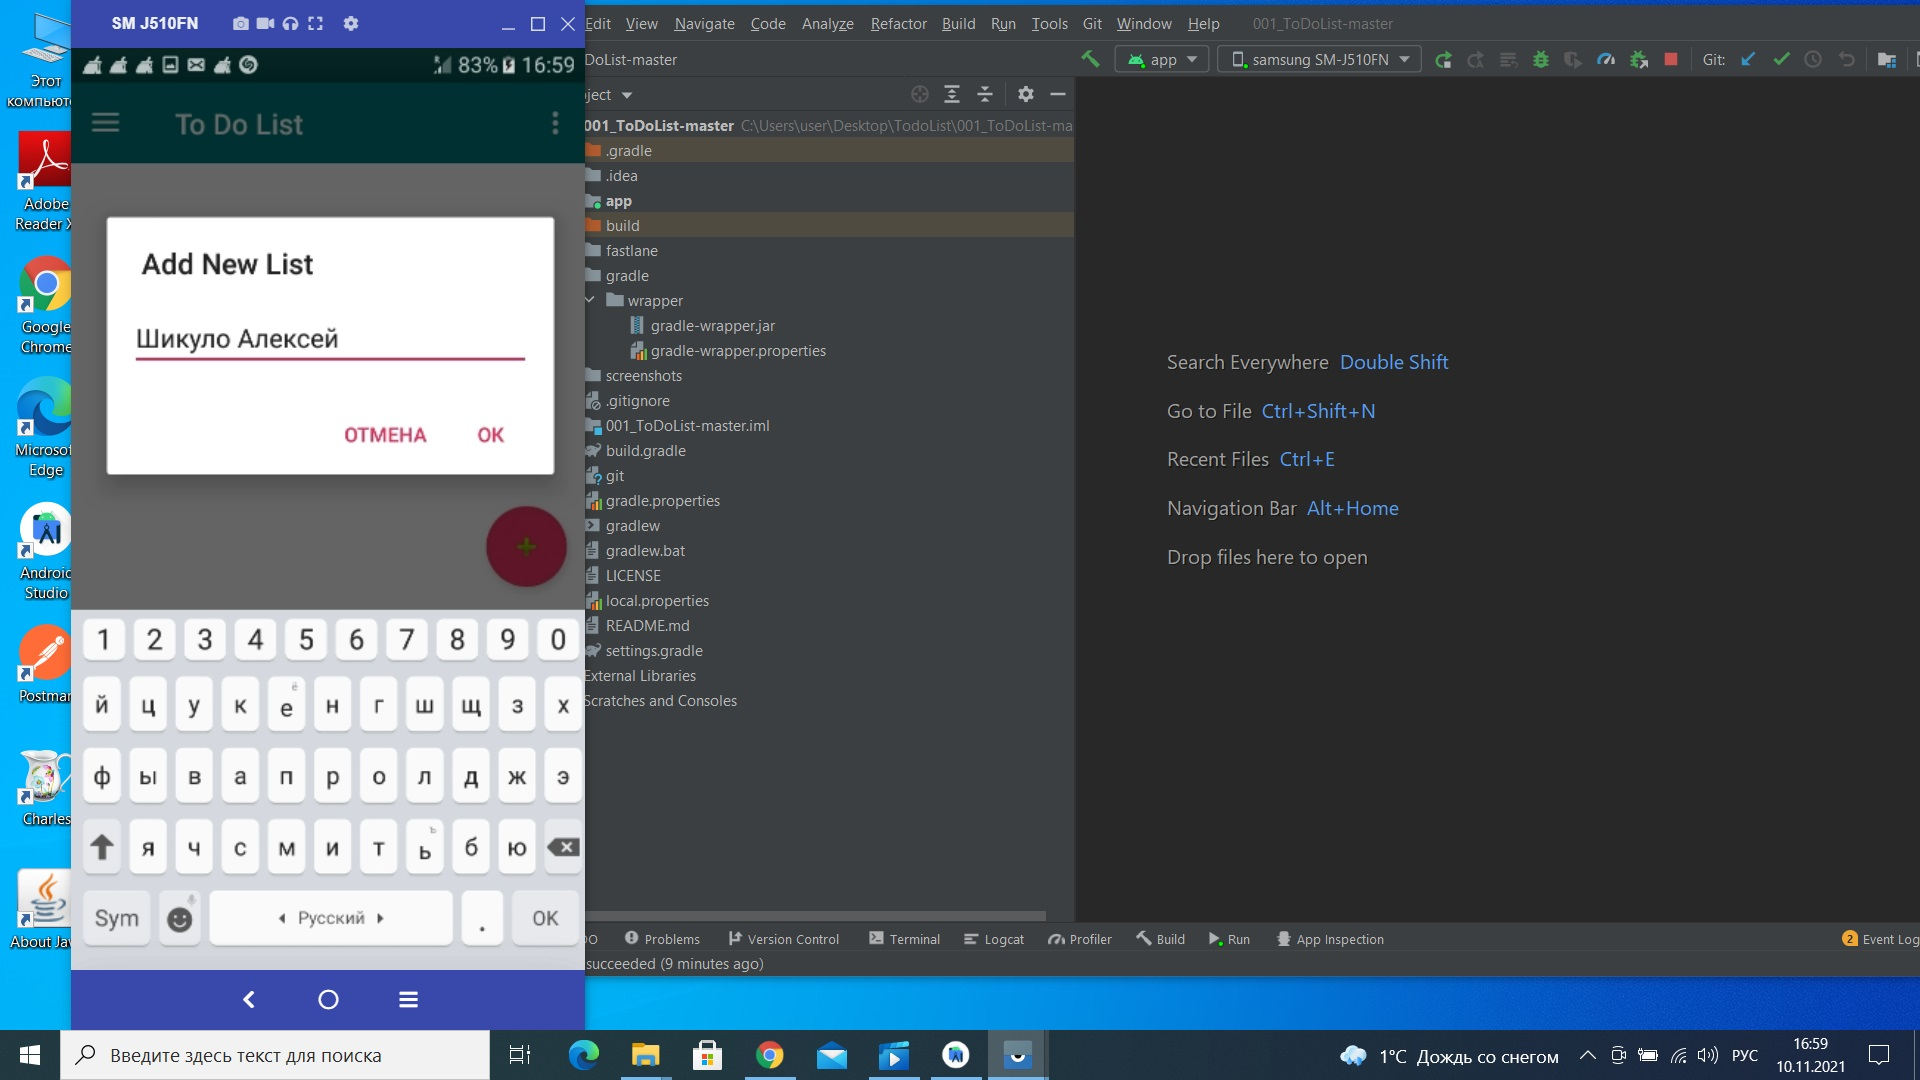 Этот
компьют
Adobe
Reader X
Google
Chrome
Microsof
Edge
Android
Studio
Postman
Charles
About Ja
SM J510FN
83% 16:59
To Do List
Add New List
Шикуло Алексей
ОТМЕНА ОК
+
1 2 3 4 5 6 7 8 9 0
й ц у к е ё н г ш щ з х
ф ы в а п р о л д ж э
я ч с м и т ь ъ б ю
Sym Русский . OK
Edit View Navigate Code Analyze Refactor Build Run Tools Git Window Help 001_ToDoList-master
DoList-master app samsung SM-J510FN Git:
ject
001_ToDoList-master C:\Users\user\Desktop\TodoList\001_ToDoList-ma
.gradle
.idea
app
build
fastlane
gradle
wrapper
gradle-wrapper.jar
gradle-wrapper.properties
screenshots
.gitignore
001_ToDoList-master.iml
build.gradle
git
gradle.properties
gradlew
gradlew.bat
LICENSE
local.properties
README.md
settings.gradle
External Libraries
Scratches and Consoles
Search Everywhere Double Shift
Go to File Ctrl+Shift+N
Recent Files Ctrl+E
Navigation Bar Alt+Home
Drop files here to open
DO Problems Version Control Terminal Logcat Profiler Build Run App Inspection 2 Event Log
succeeded (9 minutes ago)
Введите здесь текст для поиска
1°C Дождь со снегом РУС
16:59
10.11.2021